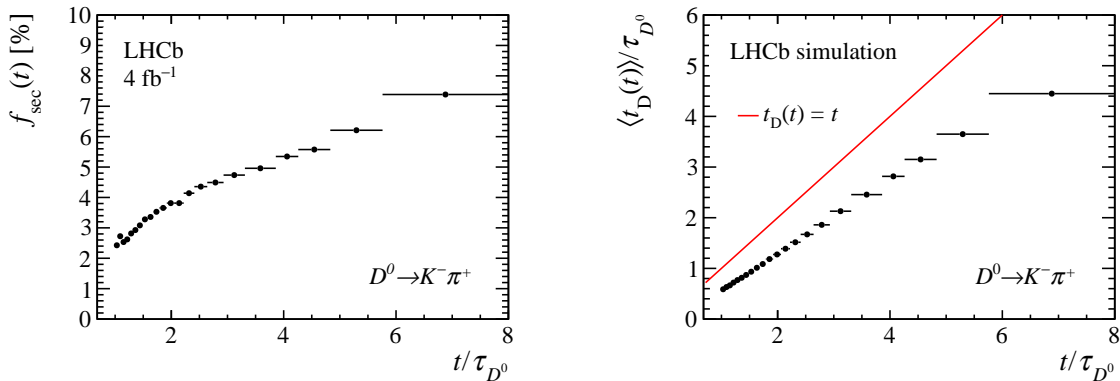 f_sec(t) [%]
10
9
8
7
6
5
4
3
2
1
0
LHCb
4 fb⁻¹
D⁰→K⁻π⁺
2 4 6 8
t/τ_D⁰
⟨t_D(t)⟩/τ_D⁰
6
5
4
3
2
1
0
LHCb simulation
t_D(t) = t
D⁰→K⁻π⁺
2 4 6 8
t/τ_D⁰